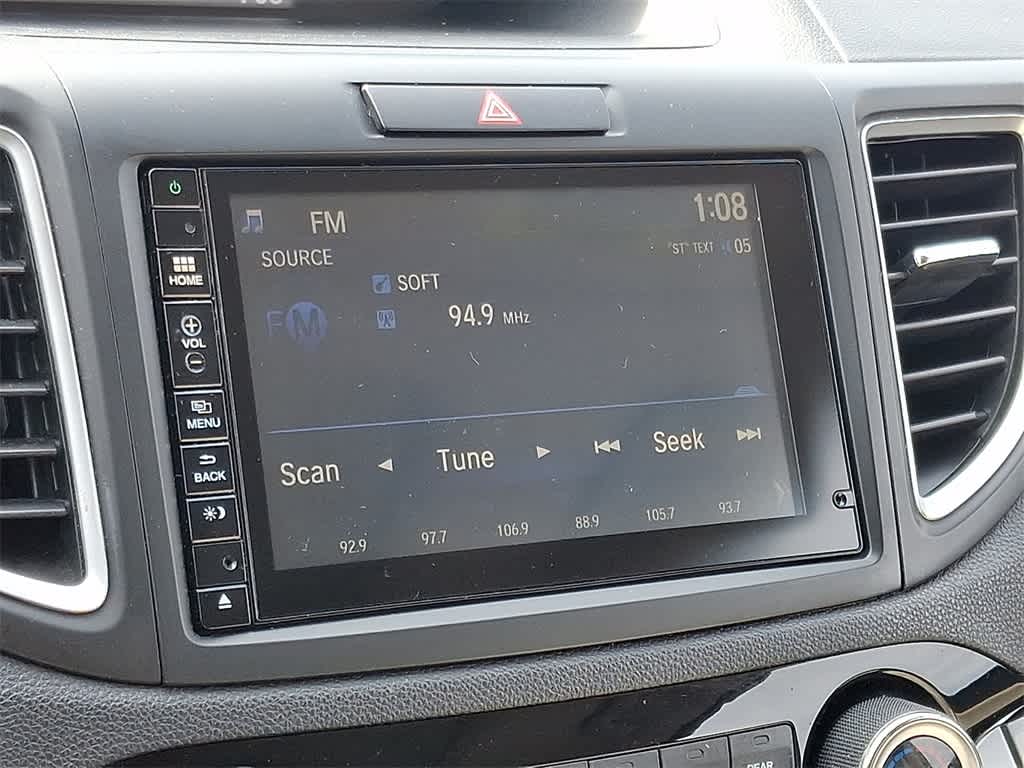 FM
1:08
SOURCE
"ST" TEXT 05
SOFT
FM
94.9 MHz
Scan Tune Seek
92.9 97.7 106.9 88.9 105.7 93.7
HOME
VOL
MENU
BACK
REAR